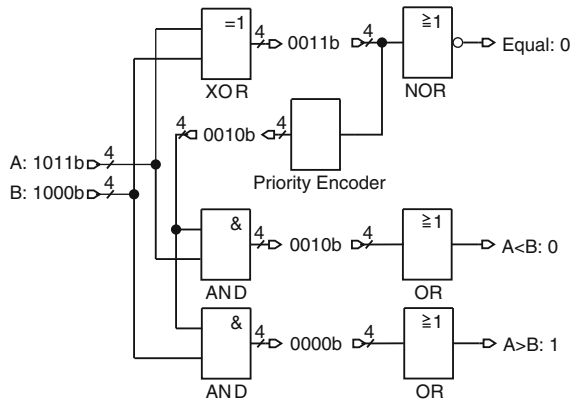 =1
4
0011b
4
≧1
Equal: 0
XOR
NOR
4
0010b
4
A: 1011b
4
Priority Encoder
B: 1000b
4
&
4
0010b
4
≧1
A<B: 0
AND
OR
&
4
0000b
4
≧1
A>B: 1
AND
OR